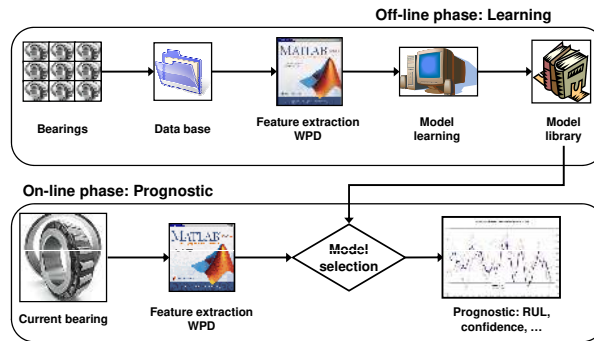 Off-line phase: Learning
MATLAB
Bearings
Data base
Feature extraction
WPD
Model
learning
Model
library
On-line phase: Prognostic
MATLAB
Model
selection
Current bearing
Feature extraction
WPD
Prognostic: RUL,
confidence, ...